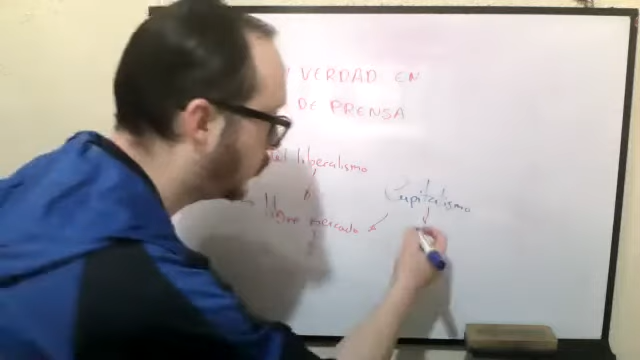 Y VERDAD EN
DE PRENSA
liberalismo
Capitalismo
libre mercado